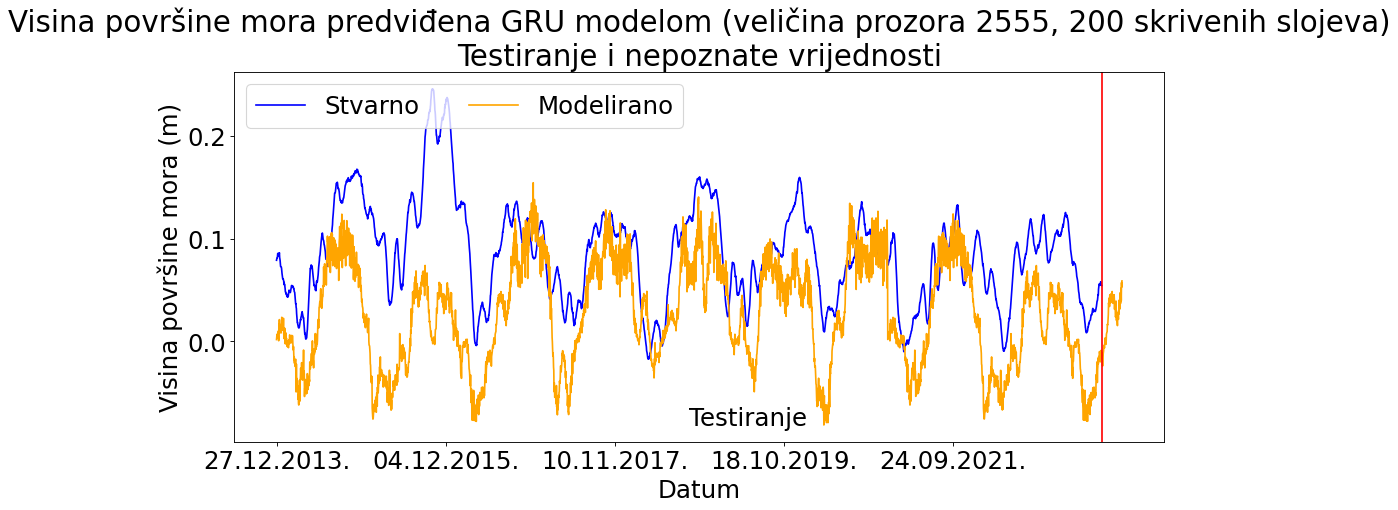 Visina površine mora predviđena GRU modelom (veličina prozora 2555, 200 skrivenih slojeva)
Testiranje i nepoznate vrijednosti
Stvarno
Modelirano
Visina površine mora (m)
0.2
0.1
0.0
Testiranje
27.12.2013.
04.12.2015.
10.11.2017.
18.10.2019.
24.09.2021.
Datum